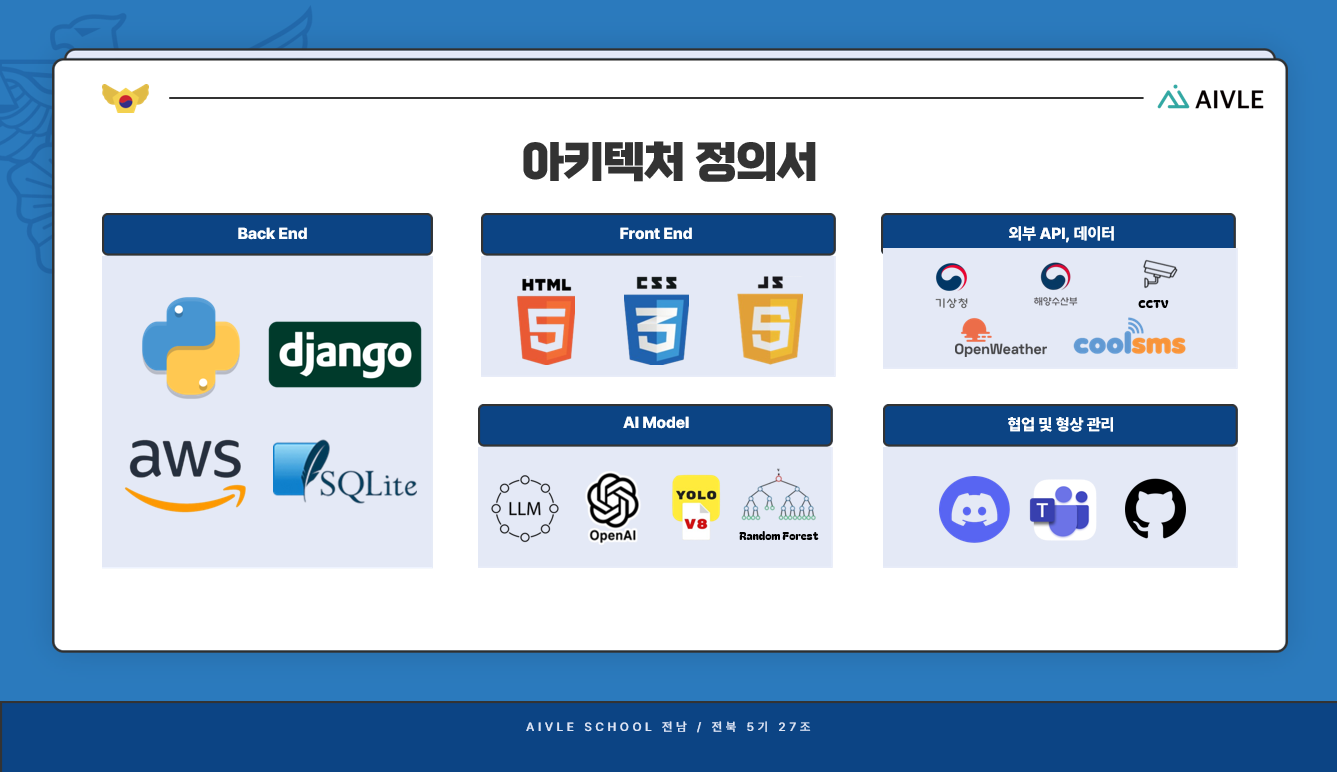 AIVLE
아키텍처 정의서
Back End
django
aws
SQLite
Front End
HTML
5
CSS
3
JS
5
외부 API, 데이터
기상청
해양수산부
CCTV
OpenWeather
coolsms
AI Model
LLM
OpenAI
YOLO
V8
Random Forest
협업 및 형상 관리
T
AIVLE SCHOOL 전남 / 전북 5기 27조